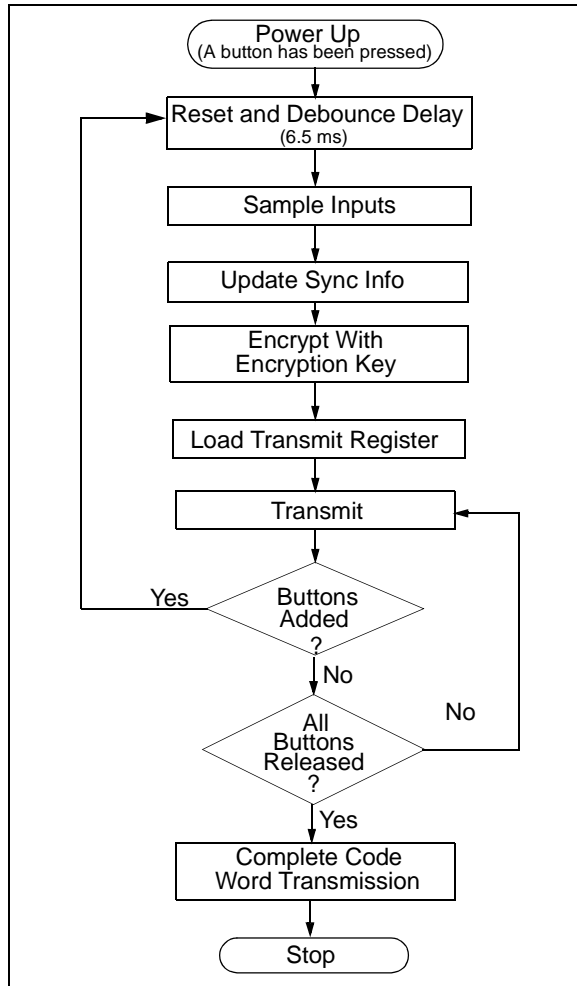 Power Up
(A button has been pressed)
Reset and Debounce Delay
(6.5 ms)
Sample Inputs
Update Sync Info
Encrypt With
Encryption Key
Load Transmit Register
Transmit
Yes
Buttons
Added
?
No
All
Buttons
Released
?
No
Yes
Complete Code
Word Transmission
Stop